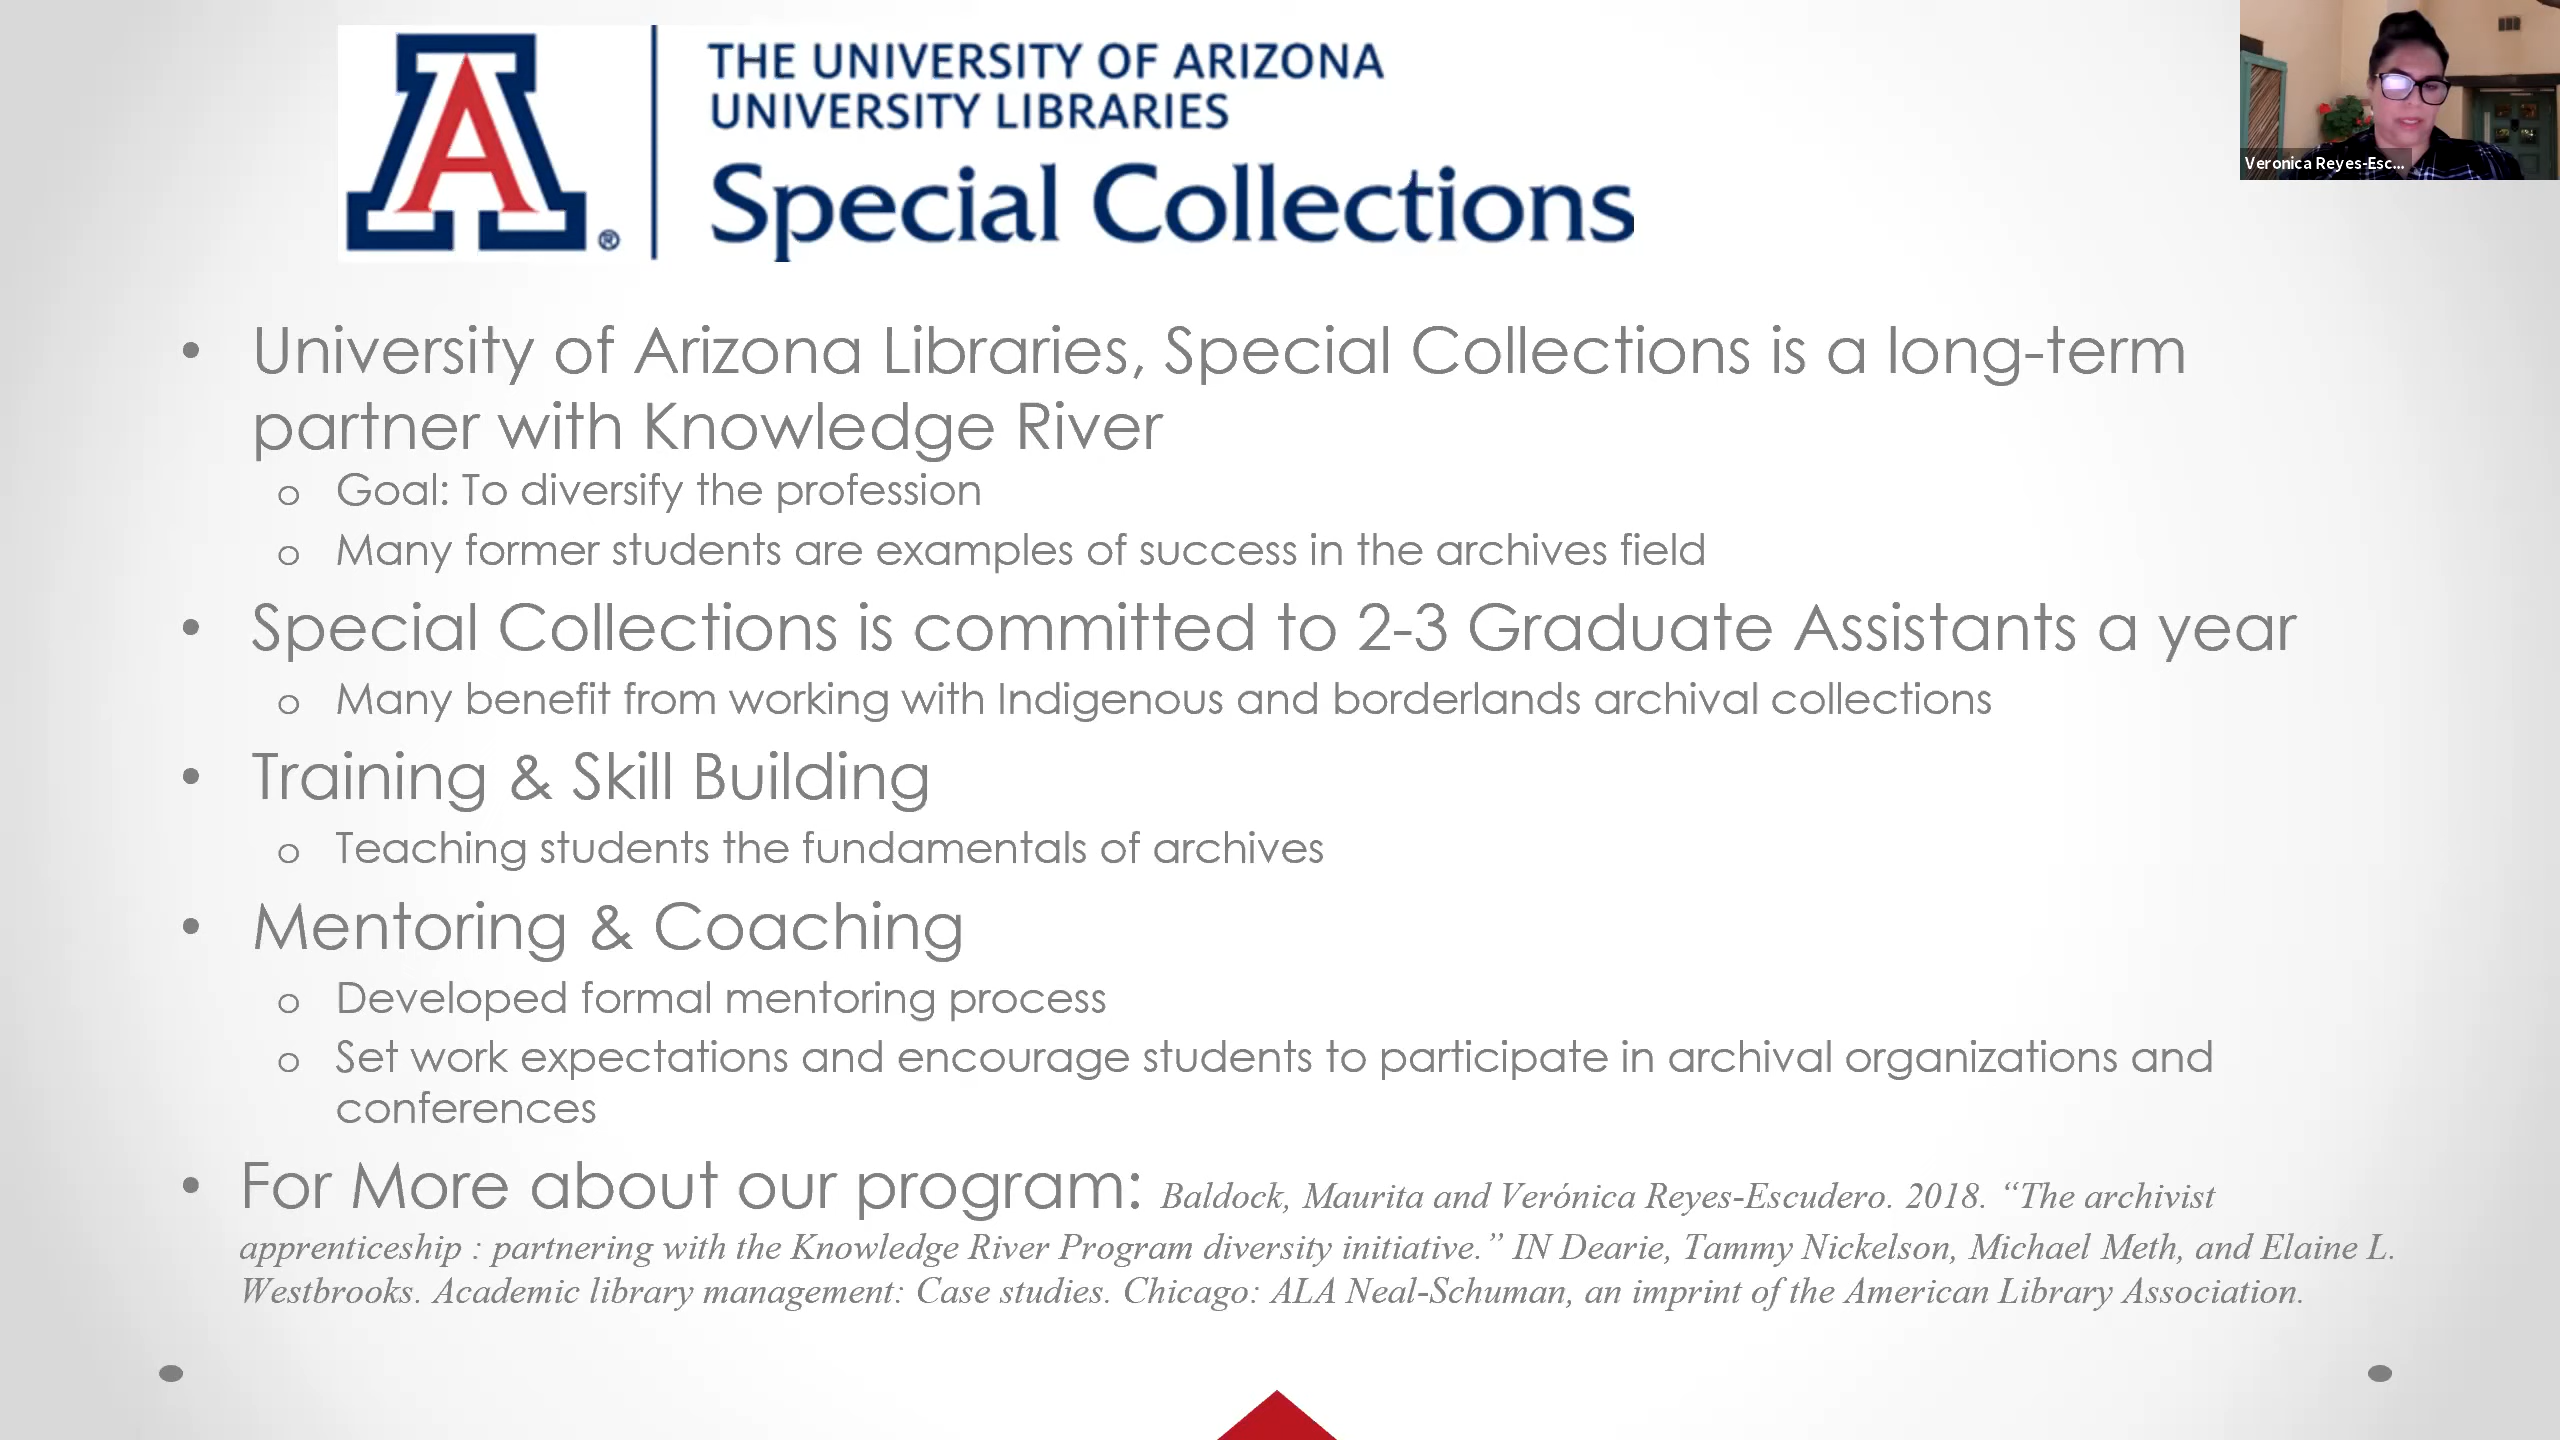 THE UNIVERSITY OF ARIZONA
UNIVERSITY LIBRARIES
Special Collections
A ®
Veronica Reyes-Esc...
• University of Arizona Libraries, Special Collections is a long-term
partner with Knowledge River
o Goal: To diversify the profession
o Many former students are examples of success in the archives field
• Special Collections is committed to 2-3 Graduate Assistants a year
o Many benefit from working with Indigenous and borderlands archival collections
• Training & Skill Building
o Teaching students the fundamentals of archives
• Mentoring & Coaching
o Developed formal mentoring process
o Set work expectations and encourage students to participate in archival organizations and
conferences
• For More about our program: Baldock, Maurita and Verónica Reyes-Escudero. 2018. “The archivist
apprenticeship : partnering with the Knowledge River Program diversity initiative.” IN Dearie, Tammy Nickelson, Michael Meth, and Elaine L.
Westbrooks. Academic library management: Case studies. Chicago: ALA Neal-Schuman, an imprint of the American Library Association.